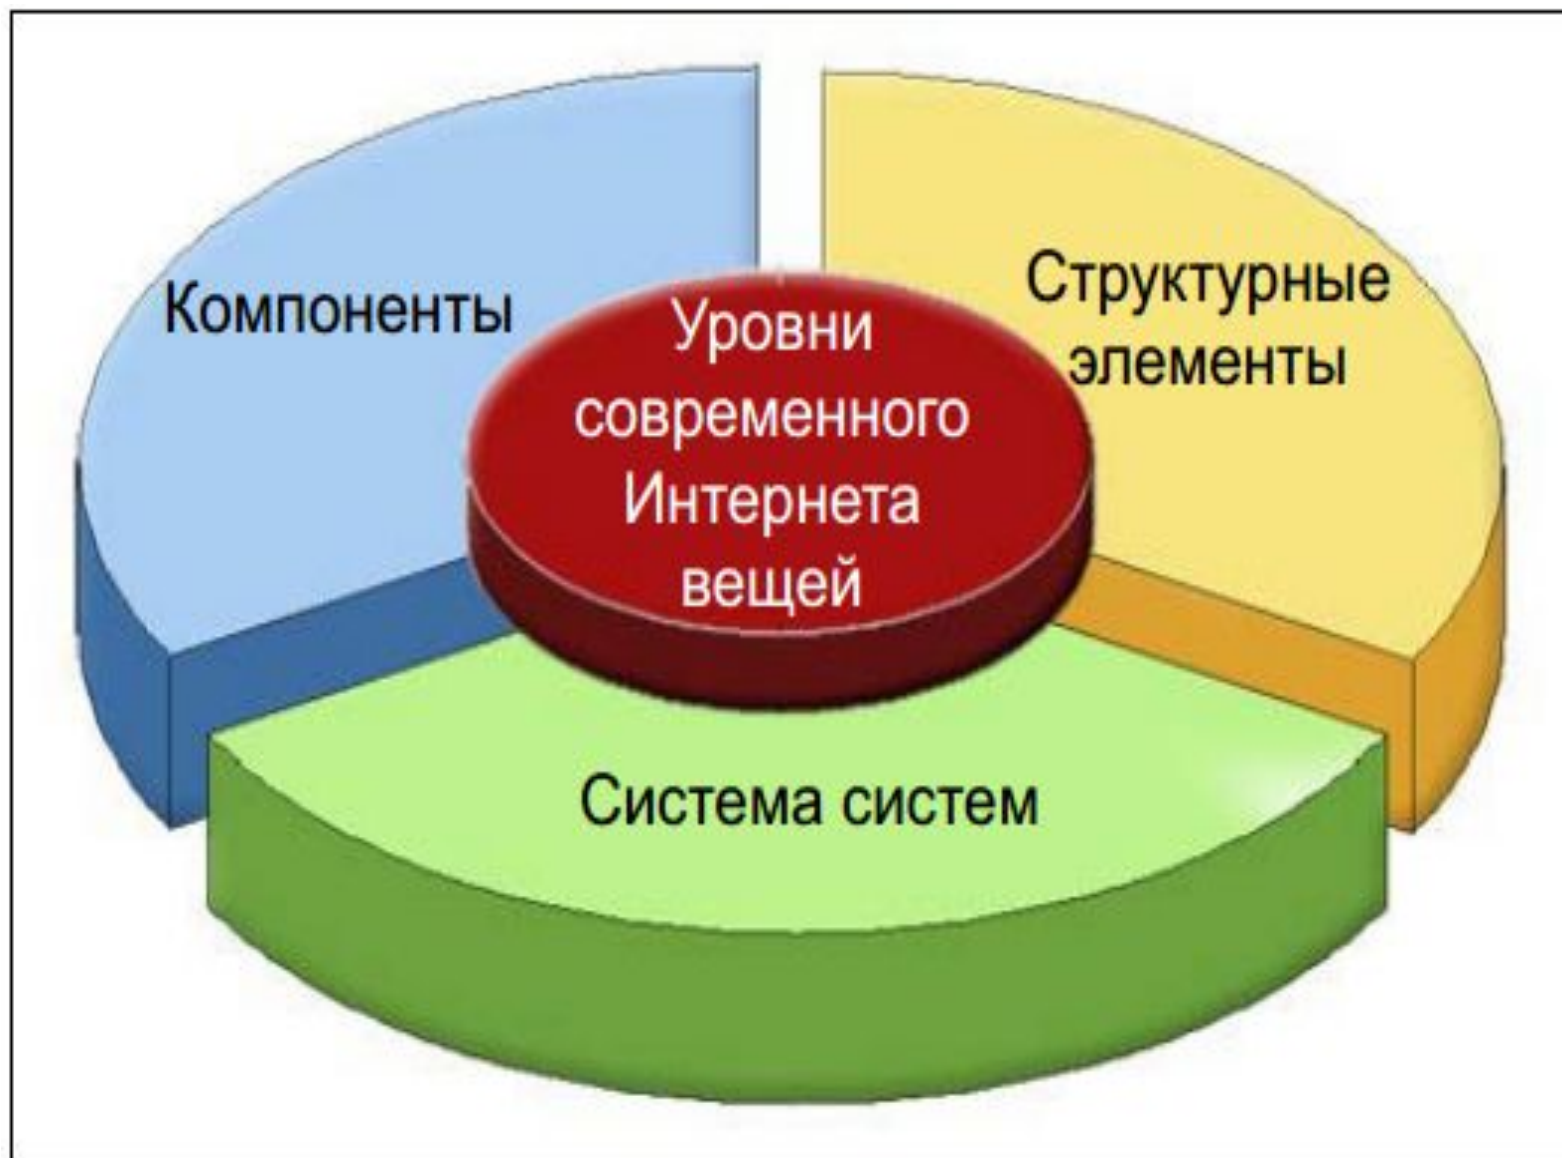 Компоненты
Структурные
элементы
Уровни
современного
Интернета
вещей
Система систем